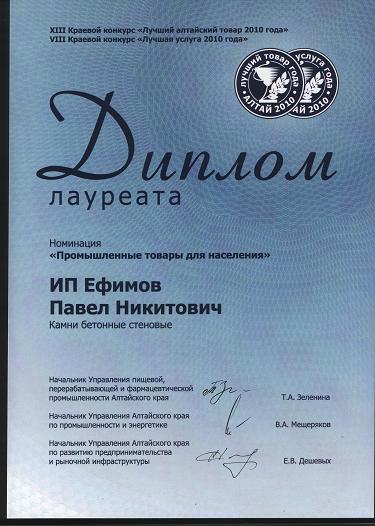 XIII Краевой конкурс «Лучший алтайский товар 2010 года»
VIII Краевой конкурс «Лучшая услуга 2010 года»
лучший товар года
АЛТАЙ 2010
услуга года
АЙ 2010
Диплом
лауреата
Номинация
«Промышленные товары для населения»
ИП Ефимов
Павел Никитович
Камни бетонные стеновые
Начальник Управления пищевой,
перерабатывающей и фармацевтической
промышленности Алтайского края
Т.А. Зеленина
Начальник Управления Алтайского края
по промышленности и энергетике
В.А. Мещеряков
Начальник Управления Алтайского края
по развитию предпринимательства
и рыночной инфраструктуры
Е.В. Дешевых